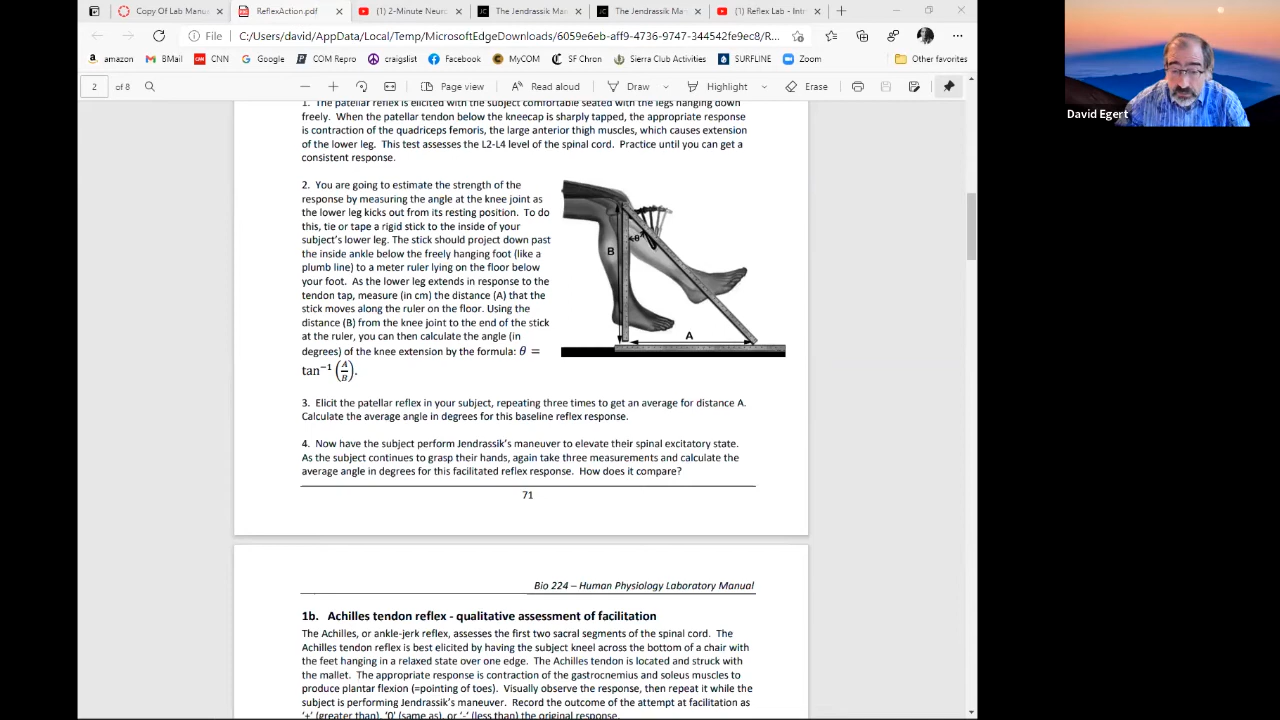 Copy Of Lab Manu
ReflexAction.pdf
(1) 2-Minute Neuro
The Jendrassik Ma
The Jendrassik Ma
(1) Reflex Lab - Intr
File
C:/Users/david/AppData/Local/Temp/MicrosoftEdgeDownloads/6059e6eb-aff9-4736-9747-344542fe9ec8/R...
amazon
BMail
CNN
Google
COM Repro
craigslist
Facebook
MyCOM
SF Chron
Sierra Club Activities
SURFLINE
Zoom
Other favorites
2 of 8
Page view
Read aloud
Draw
Highlight
Erase
David Egert
1. The patellar reflex is elicited with the subject comfortable seated with the legs hanging down
freely. When the patellar tendon below the kneecap is sharply tapped, the appropriate response
is contraction of the quadriceps femoris, the large anterior thigh muscles, which causes extension
of the lower leg. This test assesses the L2-L4 level of the spinal cord. Practice until you can get a
consistent response.
2. You are going to estimate the strength of the
response by measuring the angle at the knee joint as
the lower leg kicks out from its resting position. To do
this, tie or tape a rigid stick to the inside of your
subject's lower leg. The stick should project down past
the inside ankle below the freely hanging foot (like a
plumb line) to a meter ruler lying on the floor below
your foot. As the lower leg extends in response to the
tendon tap, measure (in cm) the distance (A) that the
stick moves along the ruler on the floor. Using the
distance (B) from the knee joint to the end of the stick
at the ruler, you can then calculate the angle (in
degrees) of the knee extension by the formula: θ =
tan⁻¹ (A/B).
B
θ
A
3. Elicit the patellar reflex in your subject, repeating three times to get an average for distance A.
Calculate the average angle in degrees for this baseline reflex response.
4. Now have the subject perform Jendrassik's maneuver to elevate their spinal excitatory state.
As the subject continues to grasp their hands, again take three measurements and calculate the
average angle in degrees for this facilitated reflex response. How does it compare?
71
Bio 224 – Human Physiology Laboratory Manual
1b. Achilles tendon reflex - qualitative assessment of facilitation
The Achilles, or ankle-jerk reflex, assesses the first two sacral segments of the spinal cord. The
Achilles tendon reflex is best elicited by having the subject kneel across the bottom of a chair with
the feet hanging in a relaxed state over one edge. The Achilles tendon is located and struck with
the mallet. The appropriate response is contraction of the gastrocnemius and soleus muscles to
produce plantar flexion (=pointing of toes). Visually observe the response, then repeat it while the
subject is performing Jendrassik's maneuver. Record the outcome of the attempt at facilitation as
'+' (greater than), '0' (same as), or '-' (less than) the original response.